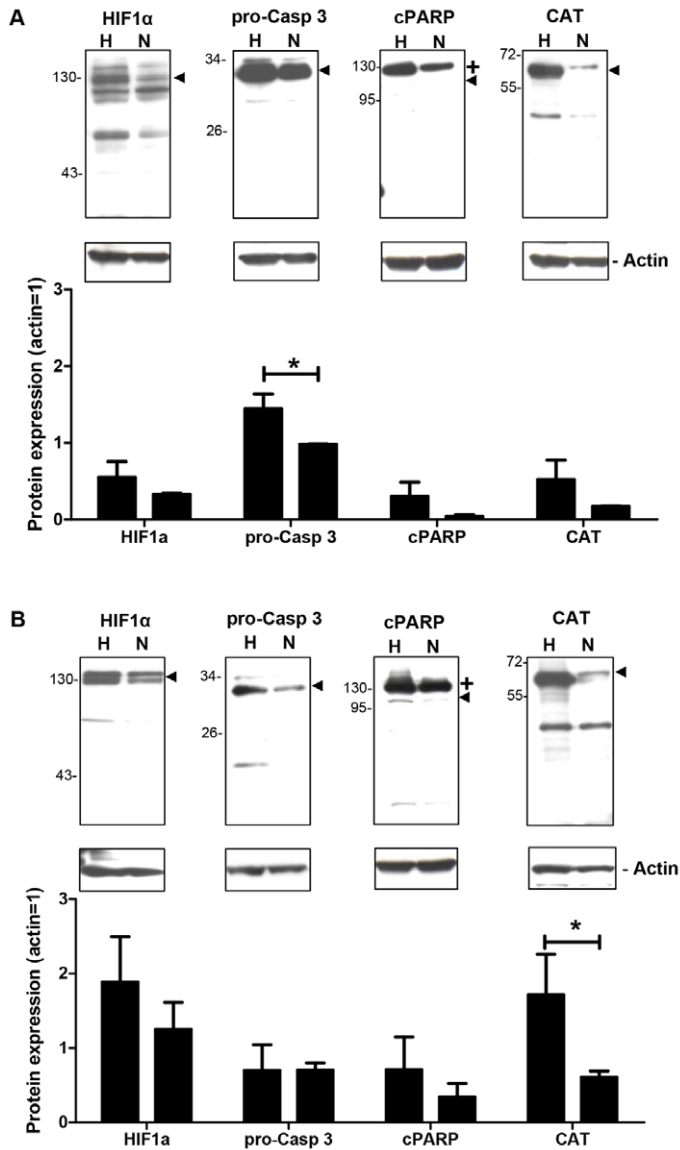 A
HIF1α pro-Casp 3 cPARP CAT
H N H N H N H N
130- 34- 130- + 72-
55-
95-
26-
43-
- Actin
Protein expression (actin=1)
3
2
*
1
0
HIF1a pro-Casp 3 cPARP CAT
B
HIF1α pro-Casp 3 cPARP CAT
H N H N H N H N
130- 34- 130- + 72-
95- 55-
26-
43-
- Actin
Protein expression (actin=1)
3
*
2
1
0
HIF1a pro-Casp 3 cPARP CAT